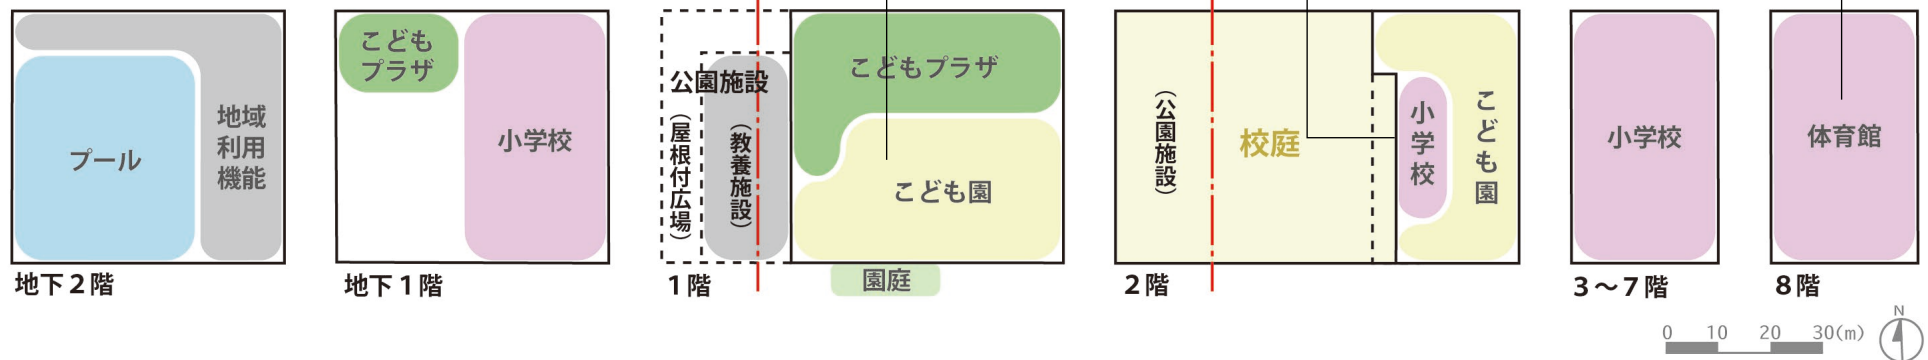 プール
地域
利用
機能
地下2階
こども
プラザ
小学校
地下1階
公園施設
（屋根付広場）
（教養施設）
こどもプラザ
こども園
園庭
1階
（公園施設）
校庭
小学校
こども園
2階
小学校
3～7階
体育館
8階
0 10 20 30(m)
N